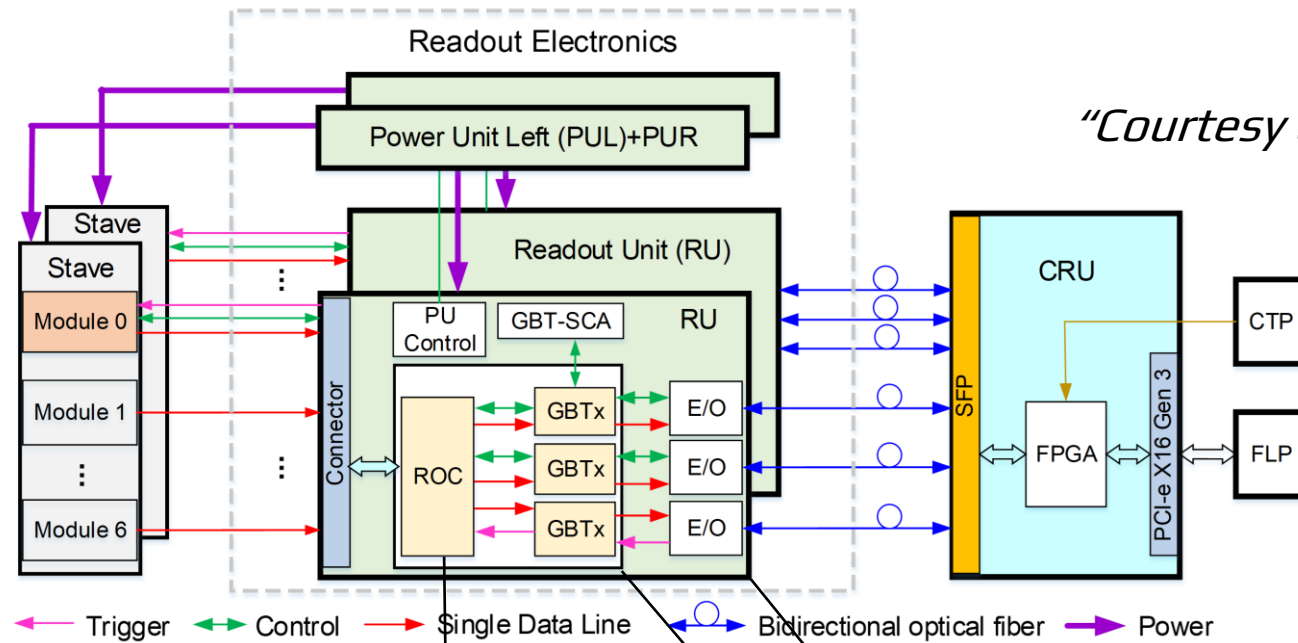 Readout Electronics
Power Unit Left (PUL)+PUR
"Courtesy
Stave
Stave
Module 0
Module 1
⋮
Module 6
⋮
⋮
Readout Unit (RU)
RU
PU
Control
GBT-SCA
Connector
ROC
GBTx
E/O
GBTx
E/O
GBTx
E/O
SFP
CRU
FPGA
PCI-e X16 Gen 3
CTP
FLP
Trigger
Control
Single Data Line
Bidirectional optical fiber
Power